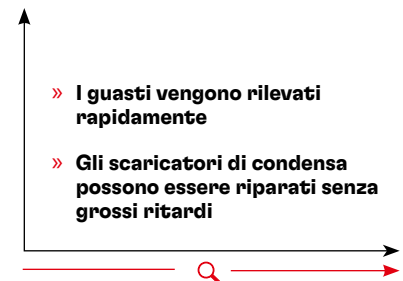 » I guasti vengono rilevati
rapidamente
» Gli scaricatori di condensa
possono essere riparati senza
grossi ritardi